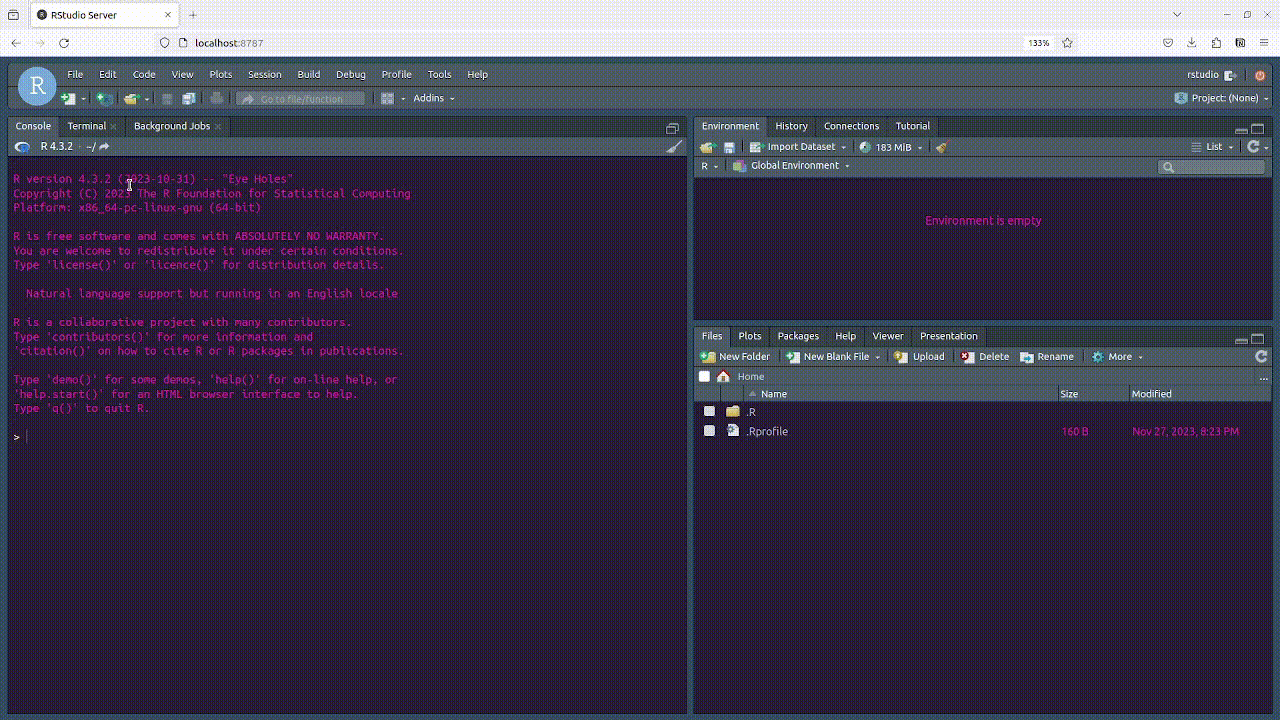 RStudio Server
localhost:8787
133%
R
File Edit Code View Plots Session Build Debug Profile Tools Help
rstudio
Go to file/function
Addins
Project: (None)
Console Terminal Background Jobs
R 4.3.2 · ~/
R version 4.3.2 (2023-10-31) -- "Eye Holes"
Copyright (C) 2023 The R Foundation for Statistical Computing
Platform: x86_64-pc-linux-gnu (64-bit)
R is free software and comes with ABSOLUTELY NO WARRANTY.
You are welcome to redistribute it under certain conditions.
Type 'license()' or 'licence()' for distribution details.
Natural language support but running in an English locale
R is a collaborative project with many contributors.
Type 'contributors()' for more information and
'citation()' on how to cite R or R packages in publications.
Type 'demo()' for some demos, 'help()' for on-line help, or
'help.start()' for an HTML browser interface to help.
Type 'q()' to quit R.
>
Environment History Connections Tutorial
Import Dataset 183 MiB List
R Global Environment
Environment is empty
Files Plots Packages Help Viewer Presentation
New Folder New Blank File Upload Delete Rename More
Home ...
Name Size Modified
.R
.Rprofile 160 B Nov 27, 2023, 8:23 PM